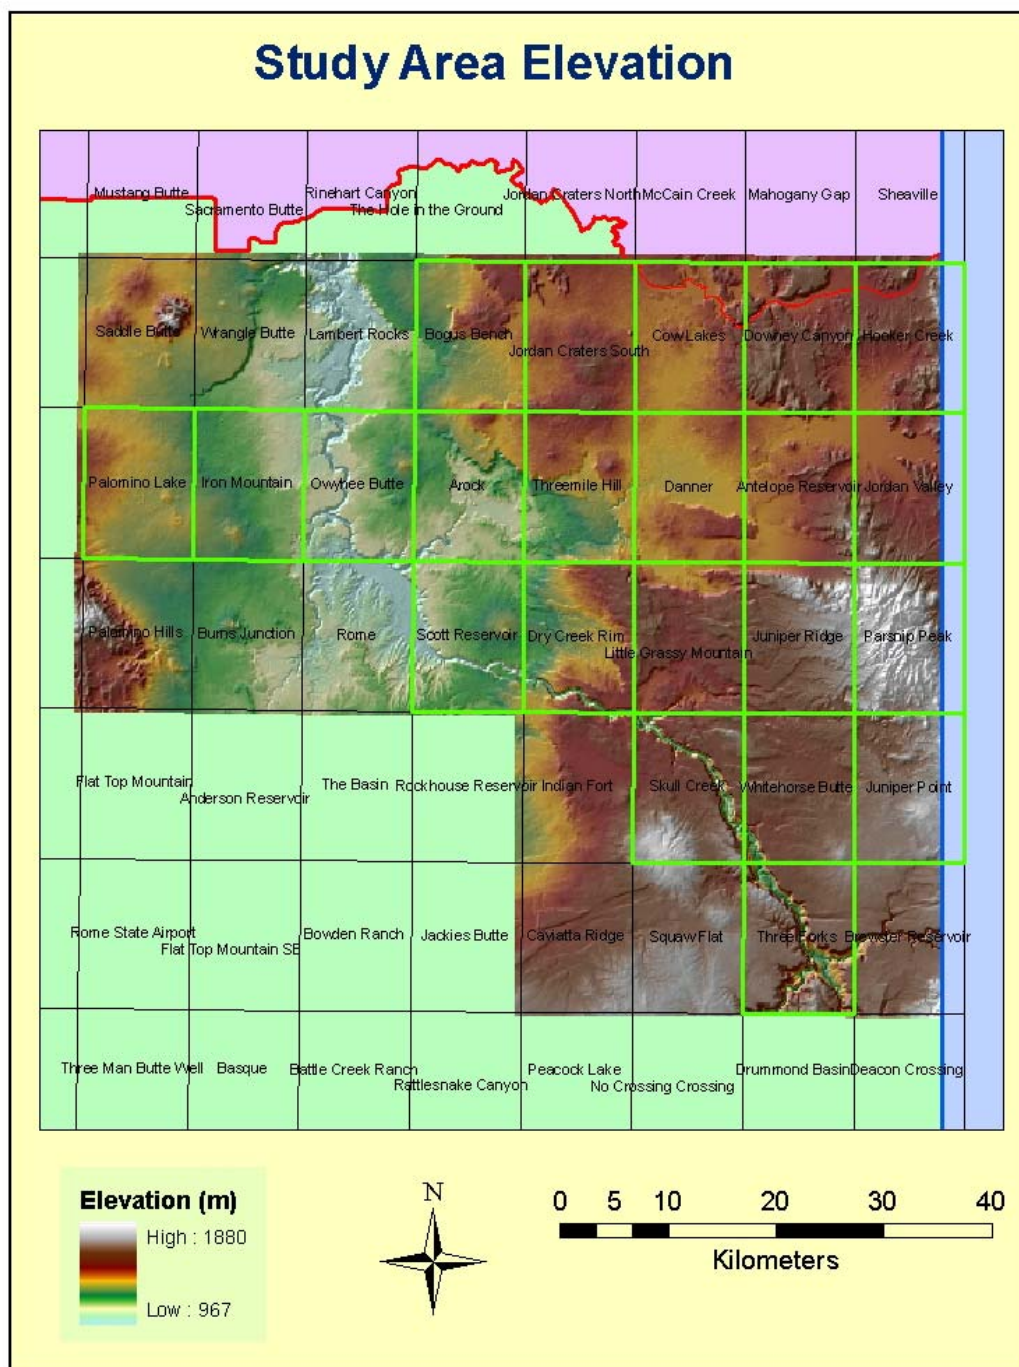 Study Area Elevation
Mustang Butte
Sacramento Butte
Rinehart Canyon
The Hole in the Ground
Jordan Craters North
McCain Creek
Mahogany Gap
Sheaville
Saddle Butte
Wrangle Butte
Lambert Rocks
Bogus Bench
Jordan Craters South
Cow Lakes
Downey Canyon
Hooker Creek
Palomino Lake
Iron Mountain
Owyhee Butte
Arock
Threemile Hill
Danner
Antelope Reservoir
Jordan Valley
Palomino Hills
Burns Junction
Rome
Scott Reservoir
Dry Creek Rim
Little Grassy Mountain
Juniper Ridge
Parsnip Peak
Flat Top Mountain
Anderson Reservoir
The Basin
Rockhouse Reservoir
Indian Fort
Skull Creek
Whitehorse Butte
Juniper Point
Rome State Airport
Flat Top Mountain SE
Bowden Ranch
Jackies Butte
Caviatta Ridge
Squaw Flat
Three Forks
Brewster Reservoir
Three Man Butte Well
Basque
Battle Creek Ranch
Rattlesnake Canyon
Peacock Lake
No Crossing Crossing
Drummond Basin
Deacon Crossing
Elevation (m)
High : 1880
Low : 967
N
0 5 10 20 30 40
Kilometers